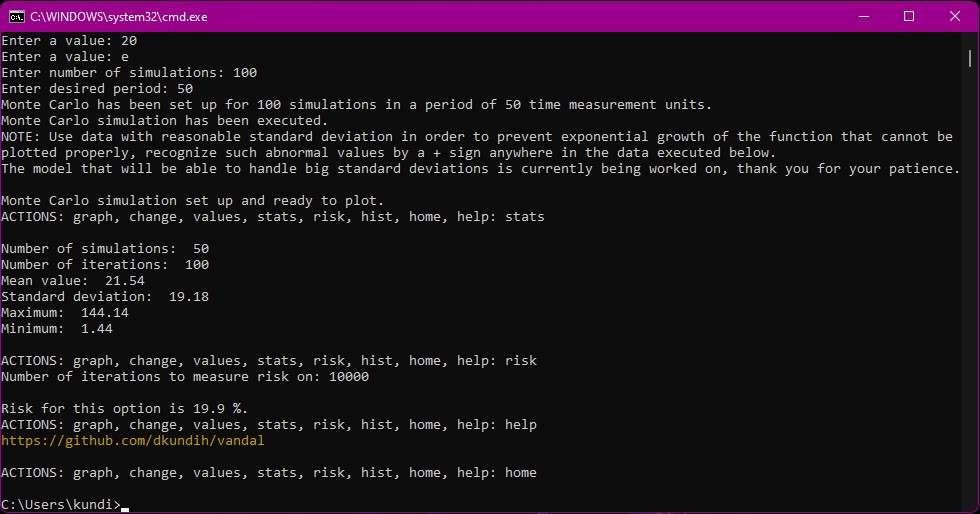 C:\WINDOWS\system32\cmd.exe
Enter a value: 20
Enter a value: e
Enter number of simulations: 100
Enter desired period: 50
Monte Carlo has been set up for 100 simulations in a period of 50 time measurement units.
Monte Carlo simulation has been executed.
NOTE: Use data with reasonable standard deviation in order to prevent exponential growth of the function that cannot be
plotted properly, recognize such abnormal values by a + sign anywhere in the data executed below.
The model that will be able to handle big standard deviations is currently being worked on, thank you for your patience.
Monte Carlo simulation set up and ready to plot.
ACTIONS: graph, change, values, stats, risk, hist, home, help: stats
Number of simulations:  50
Number of iterations:  100
Mean value:  21.54
Standard deviation:  19.18
Maximum:  144.14
Minimum:  1.44
ACTIONS: graph, change, values, stats, risk, hist, home, help: risk
Number of iterations to measure risk on: 10000
Risk for this option is 19.9 %.
ACTIONS: graph, change, values, stats, risk, hist, home, help: help
https://github.com/dkundih/vandal
ACTIONS: graph, change, values, stats, risk, hist, home, help: home
C:\Users\kundi>